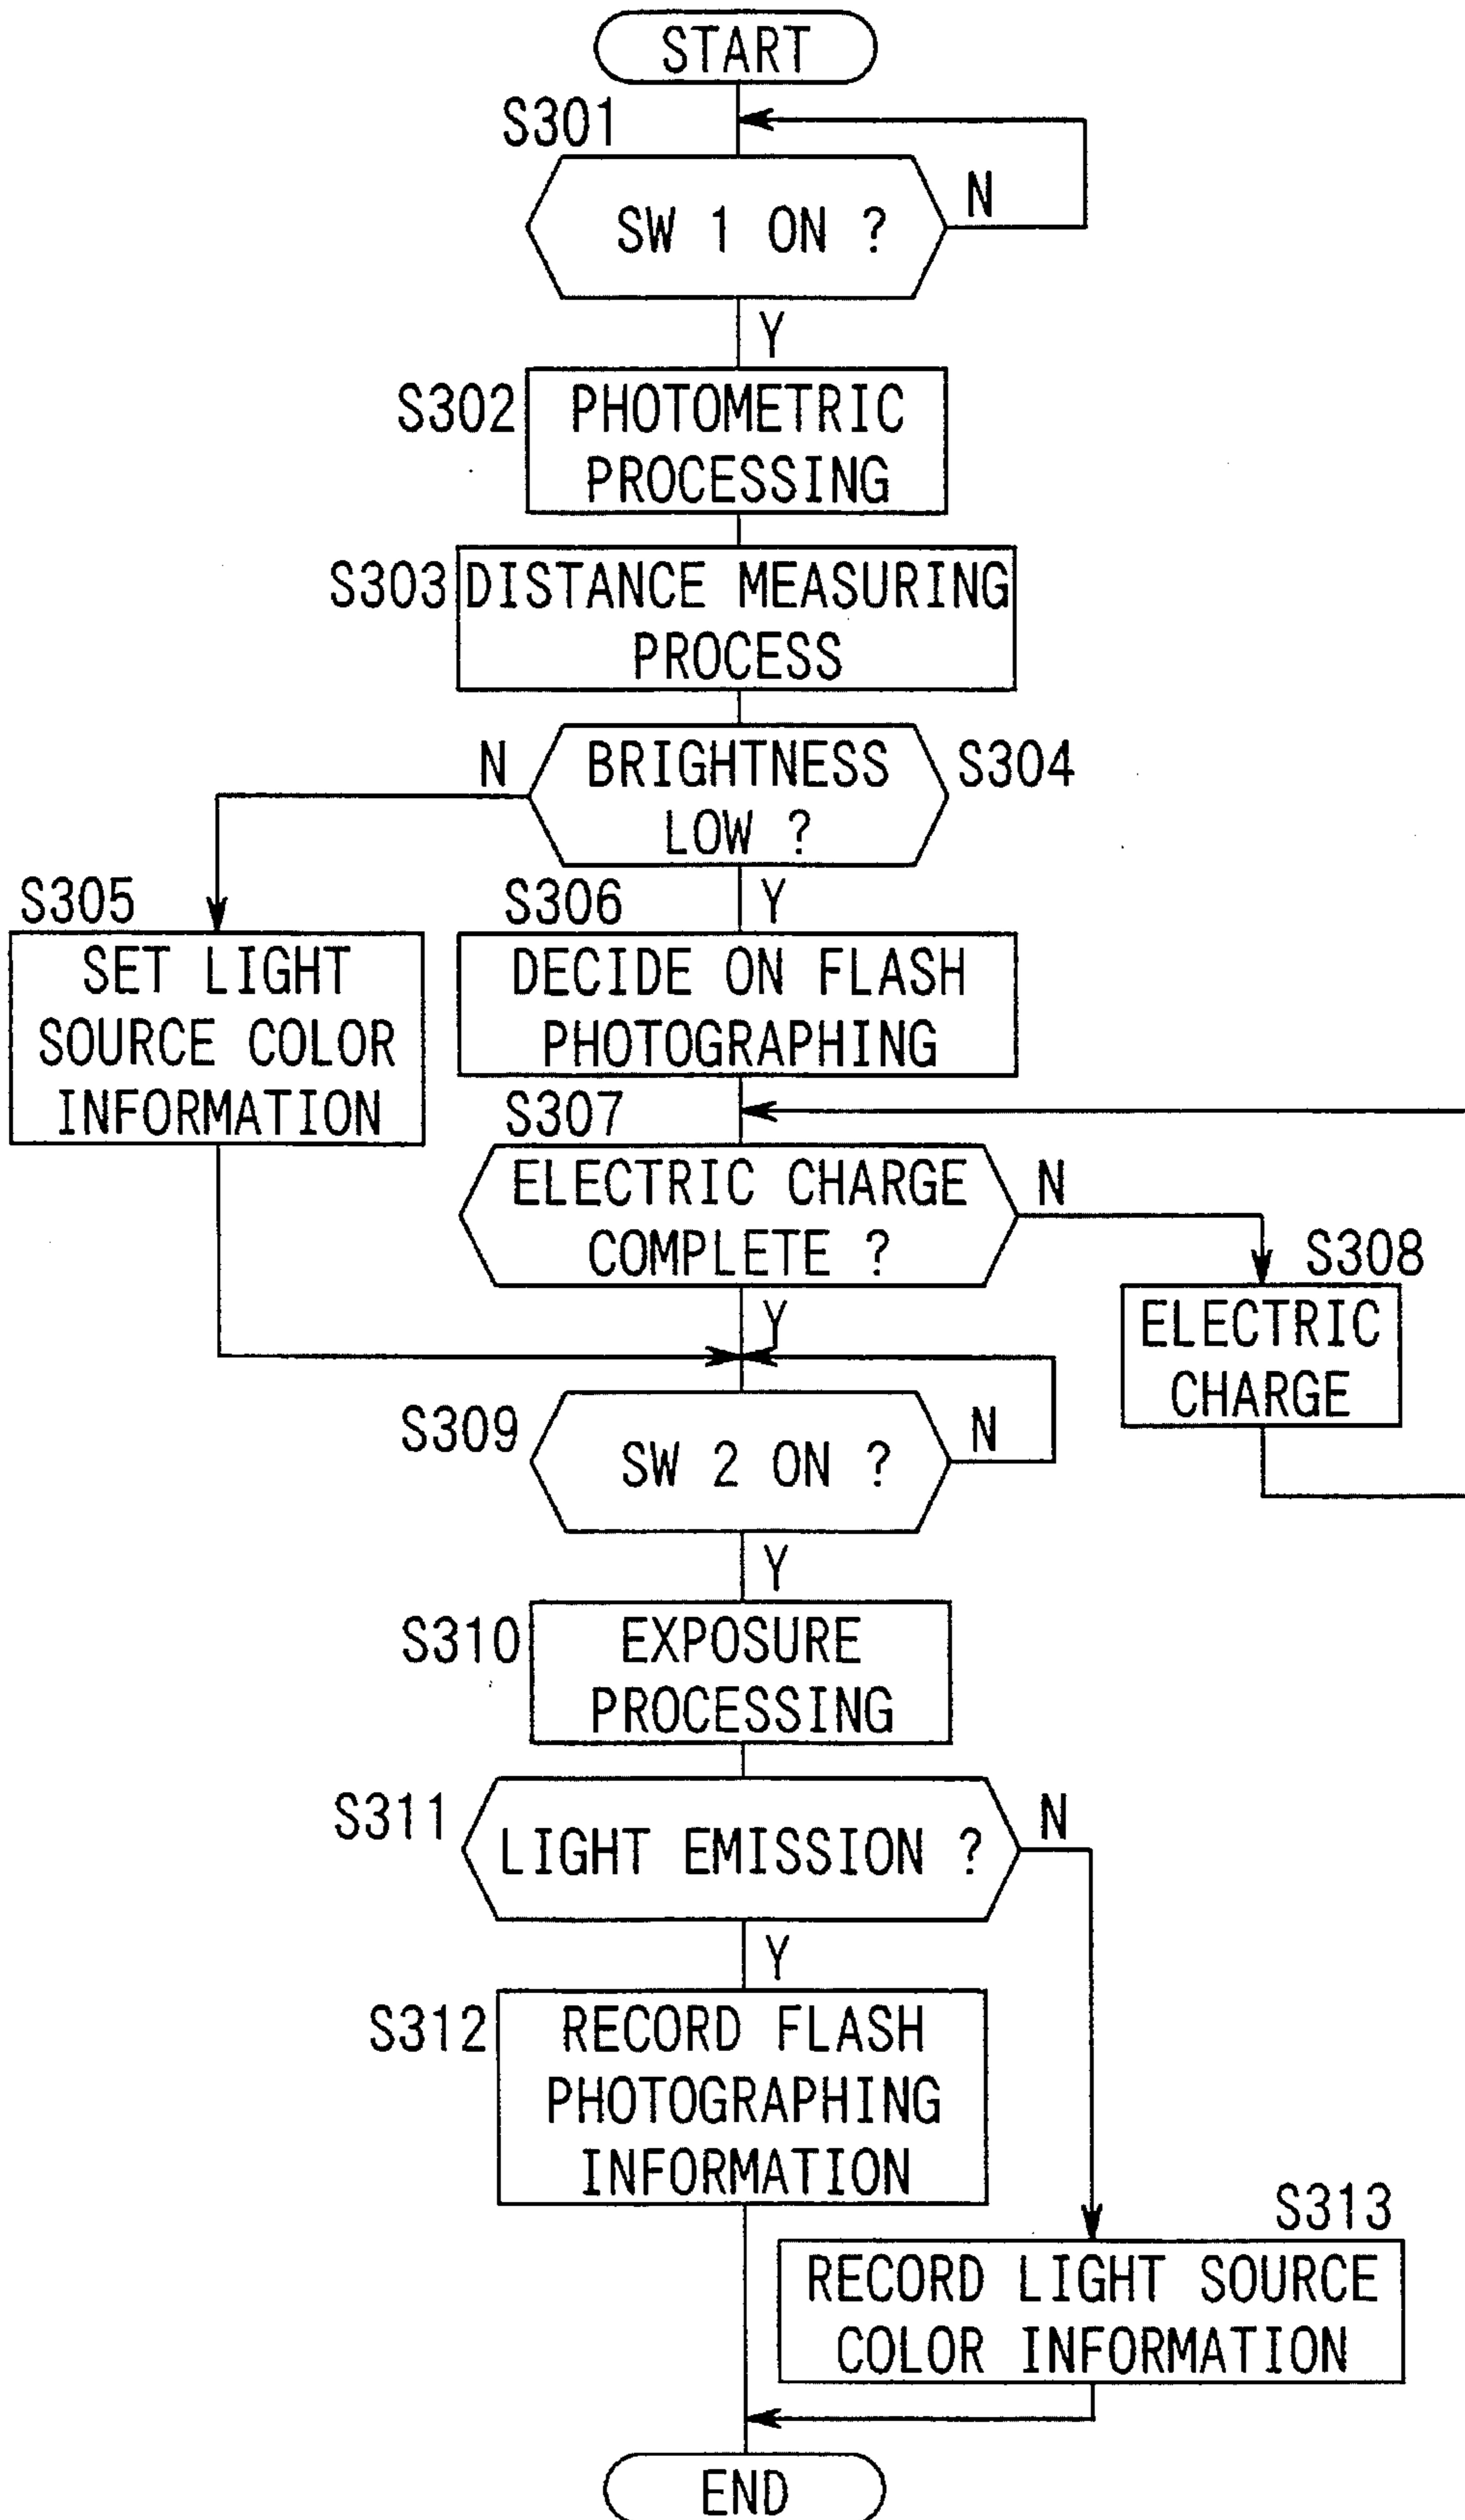 START
S301
SW 1 ON ?
N
Y
S302
PHOTOMETRIC
PROCESSING
S303
DISTANCE MEASURING
PROCESS
N
BRIGHTNESS
LOW ?
S304
Y
S305
SET LIGHT
SOURCE COLOR
INFORMATION
S306
DECIDE ON FLASH
PHOTOGRAPHING
S307
ELECTRIC CHARGE
COMPLETE ?
N
Y
S308
ELECTRIC
CHARGE
S309
SW 2 ON ?
N
Y
S310
EXPOSURE
PROCESSING
S311
LIGHT EMISSION ?
N
Y
S312
RECORD FLASH
PHOTOGRAPHING
INFORMATION
S313
RECORD LIGHT SOURCE
COLOR INFORMATION
END